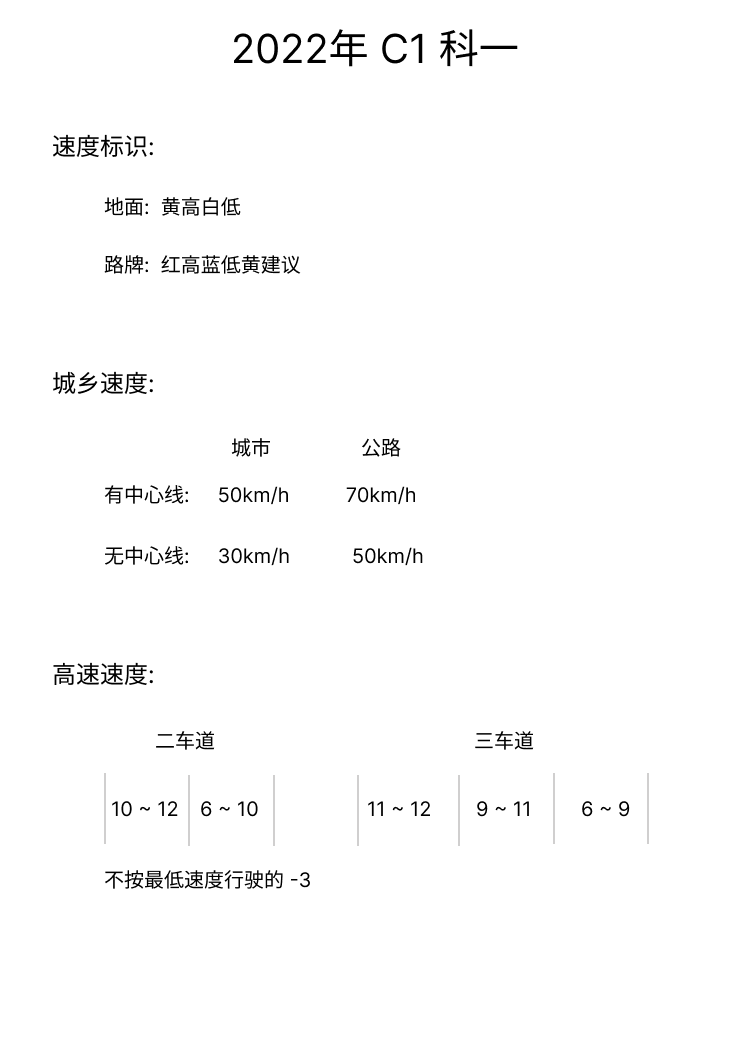 2022年 C1 科一
速度标识:
地面: 黄高白低
路牌: 红高蓝低黄建议
城乡速度:
城市 公路
有中心线: 50km/h 70km/h
无中心线: 30km/h 50km/h
高速速度:
二车道 三车道
10 ~ 12 6 ~ 10 11 ~ 12 9 ~ 11 6 ~ 9
不按最低速度行驶的 -3